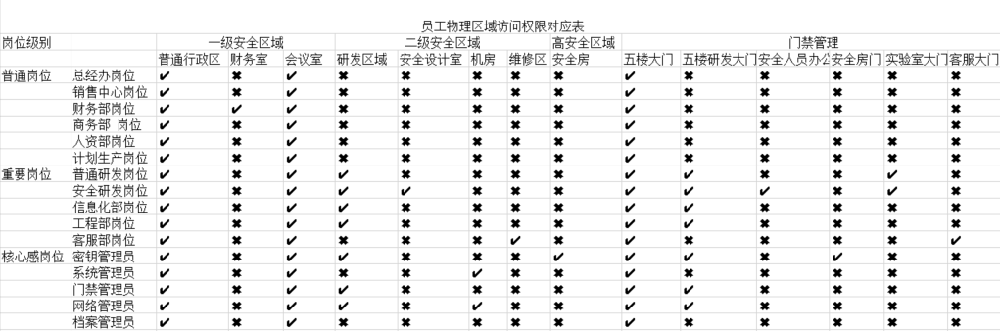 员工物理区域访问权限对应表
岗位级别 一级安全区域 二级安全区域 高安全区域 门禁管理
普通行政区 财务室 会议室 研发区域 安全设计室 机房 维修区 安全房 五楼大门 五楼研发大门 安全人员办公 安全房门 实验室大门 客服大门
普通岗位 总经办岗位 ✔ ✖ ✔ ✖ ✖ ✖ ✖ ✖ ✔ ✖ ✖ ✖ ✖ ✖
销售中心岗位 ✔ ✖ ✔ ✖ ✖ ✖ ✖ ✖ ✔ ✖ ✖ ✖ ✖ ✖
财务部岗位 ✔ ✔ ✔ ✖ ✖ ✖ ✖ ✖ ✔ ✖ ✖ ✖ ✖ ✖
商务部 岗位 ✔ ✖ ✔ ✖ ✖ ✖ ✖ ✖ ✔ ✖ ✖ ✖ ✖ ✖
人资部岗位 ✔ ✖ ✔ ✖ ✖ ✖ ✖ ✖ ✔ ✖ ✖ ✖ ✖ ✖
计划生产岗位 ✔ ✖ ✔ ✖ ✖ ✖ ✖ ✖ ✔ ✖ ✖ ✖ ✖ ✖
重要岗位 普通研发岗位 ✔ ✖ ✔ ✔ ✖ ✖ ✖ ✖ ✔ ✔ ✖ ✖ ✔ ✖
安全研发岗位 ✔ ✖ ✔ ✔ ✔ ✖ ✖ ✖ ✔ ✔ ✔ ✖ ✔ ✖
信息化部岗位 ✔ ✖ ✔ ✔ ✖ ✖ ✖ ✖ ✔ ✔ ✖ ✖ ✖ ✖
工程部岗位 ✔ ✖ ✔ ✔ ✖ ✖ ✖ ✖ ✔ ✔ ✖ ✖ ✖ ✖
客服部岗位 ✔ ✖ ✔ ✖ ✖ ✖ ✔ ✖ ✔ ✖ ✖ ✖ ✖ ✔
核心感岗位 密钥管理员 ✔ ✖ ✔ ✔ ✖ ✖ ✖ ✔ ✔ ✔ ✖ ✔ ✖ ✖
系统管理员 ✔ ✖ ✔ ✖ ✖ ✔ ✖ ✖ ✔ ✖ ✖ ✖ ✖ ✖
门禁管理员 ✔ ✖ ✔ ✔ ✖ ✖ ✖ ✖ ✔ ✔ ✖ ✖ ✖ ✖
网络管理员 ✔ ✖ ✔ ✔ ✖ ✔ ✖ ✖ ✔ ✔ ✖ ✖ ✖ ✖
档案管理员 ✔ ✖ ✔ ✖ ✖ ✖ ✖ ✖ ✔ ✖ ✖ ✖ ✖ ✖